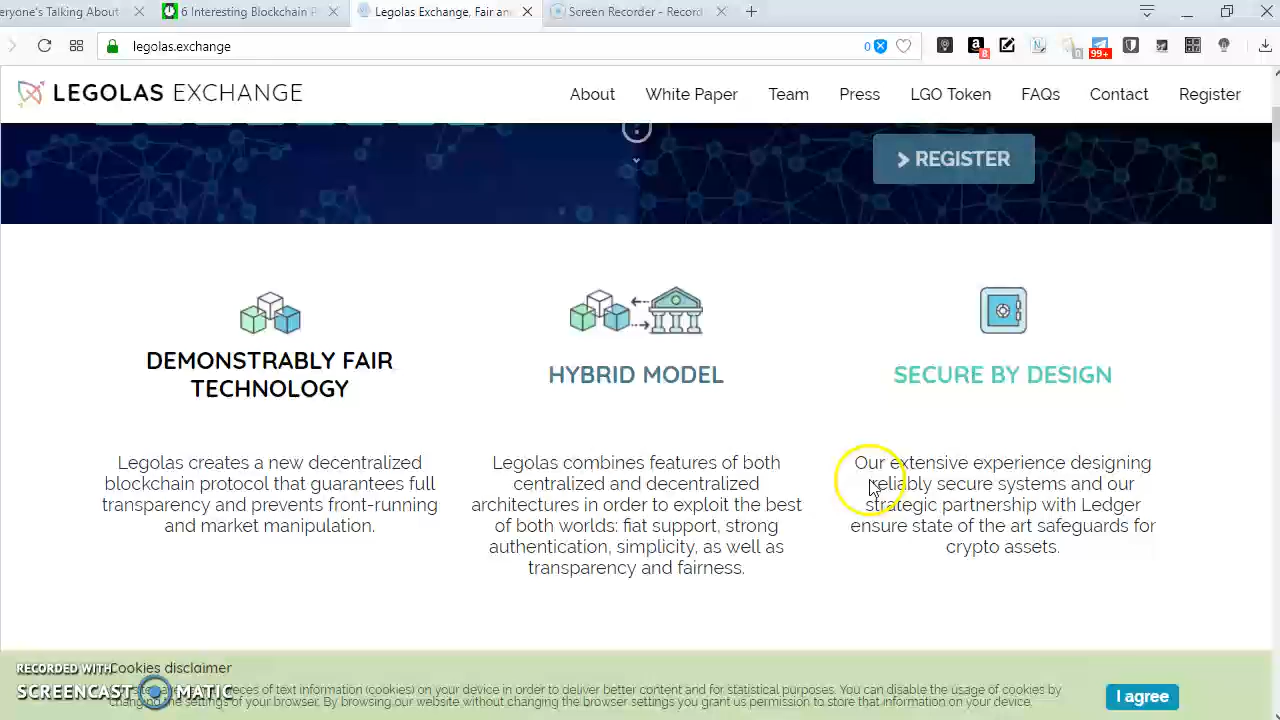 eryone's Talking About
6 Interesting Blockchain P
Legolas Exchange, Fair and
Screen Recorder - Record
legolas.exchange
0
8
0
99+
LEGOLAS EXCHANGE
About
White Paper
Team
Press
LGO Token
FAQs
Contact
Register
REGISTER
DEMONSTRABLY FAIR
TECHNOLOGY
Legolas creates a new decentralized
blockchain protocol that guarantees full
transparency and prevents front-running
and market manipulation.
HYBRID MODEL
Legolas combines features of both
centralized and decentralized
architectures in order to exploit the best
of both worlds: fiat support, strong
authentication, simplicity, as well as
transparency and fairness.
SECURE BY DESIGN
Our extensive experience designing
reliably secure systems and our
strategic partnership with Ledger
ensure state of the art safeguards for
crypto assets.
Cookies disclaimer
eces of text information (cookies) on your device in order to deliver better content and for statistical purposes. You can disable the usage of cookies by
changing the settings of your browser. By browsing our website without changing the browser settings you grant us permission to store that information on your device.
I agree
RECORDED WITH
SCREENCAST MATIC